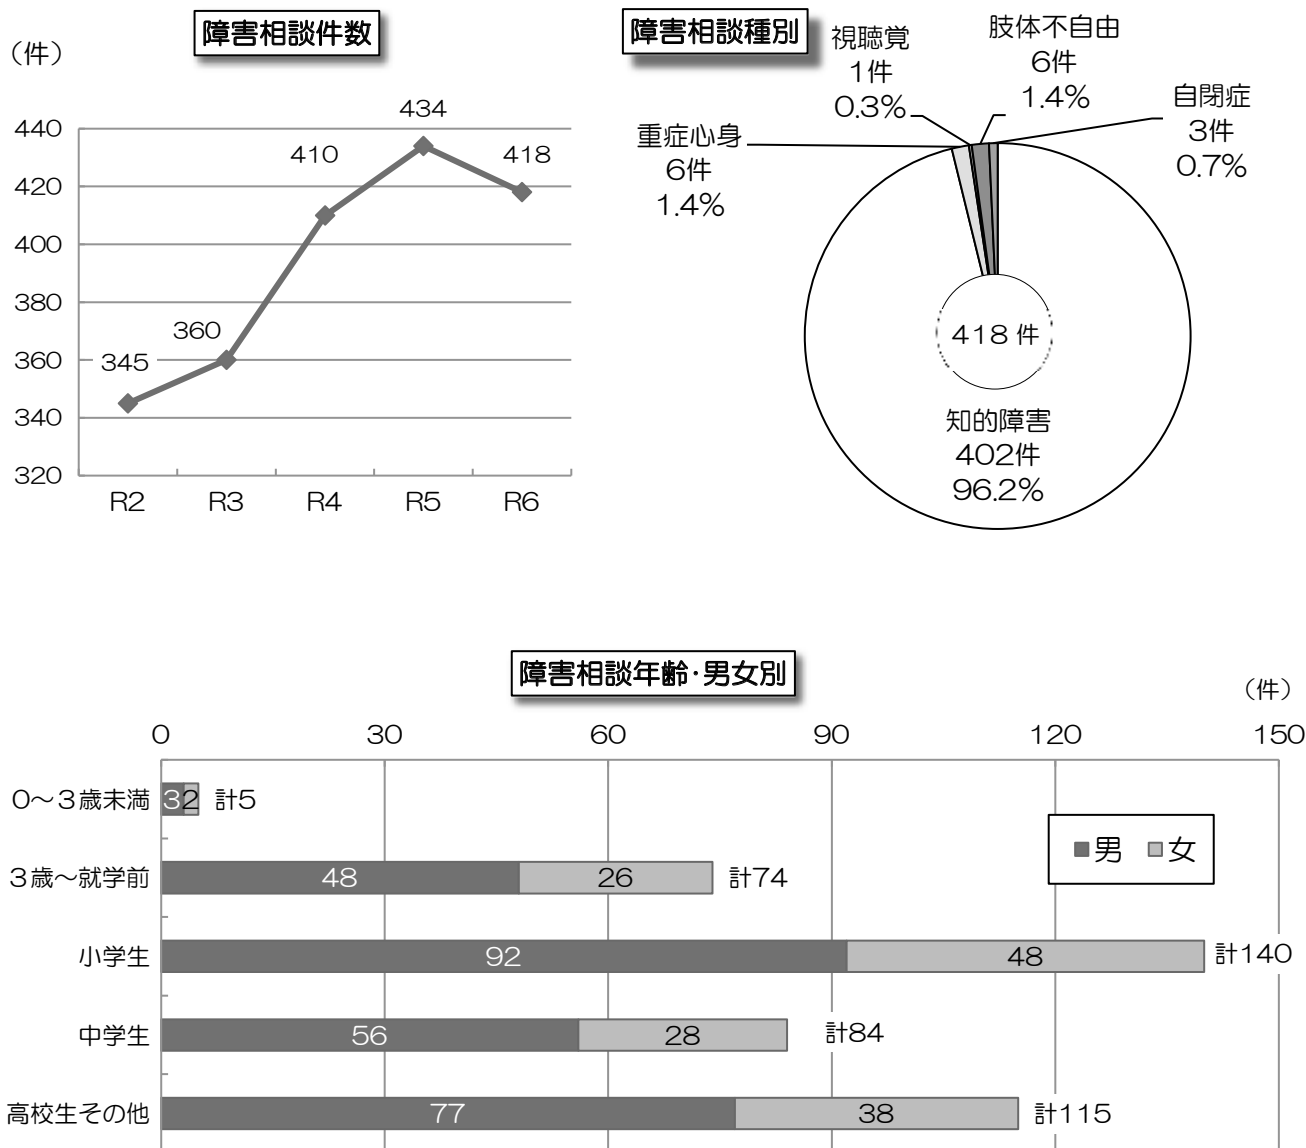 障害相談件数
（件）
440
420
400
380
360
340
320
345
360
410
434
418
R2
R3
R4
R5
R6
障害相談種別
視聴覚
1件
0.3%
肢体不自由
6件
1.4%
自閉症
3件
0.7%
重症心身
6件
1.4%
418 件
知的障害
402件
96.2%
障害相談年齢・男女別
（件）
0 30 60 90 120 150
男 女
0～3歳未満 3 2 計5
3歳～就学前 48 26 計74
小学生 92 48 計140
中学生 56 28 計84
高校生その他 77 38 計115